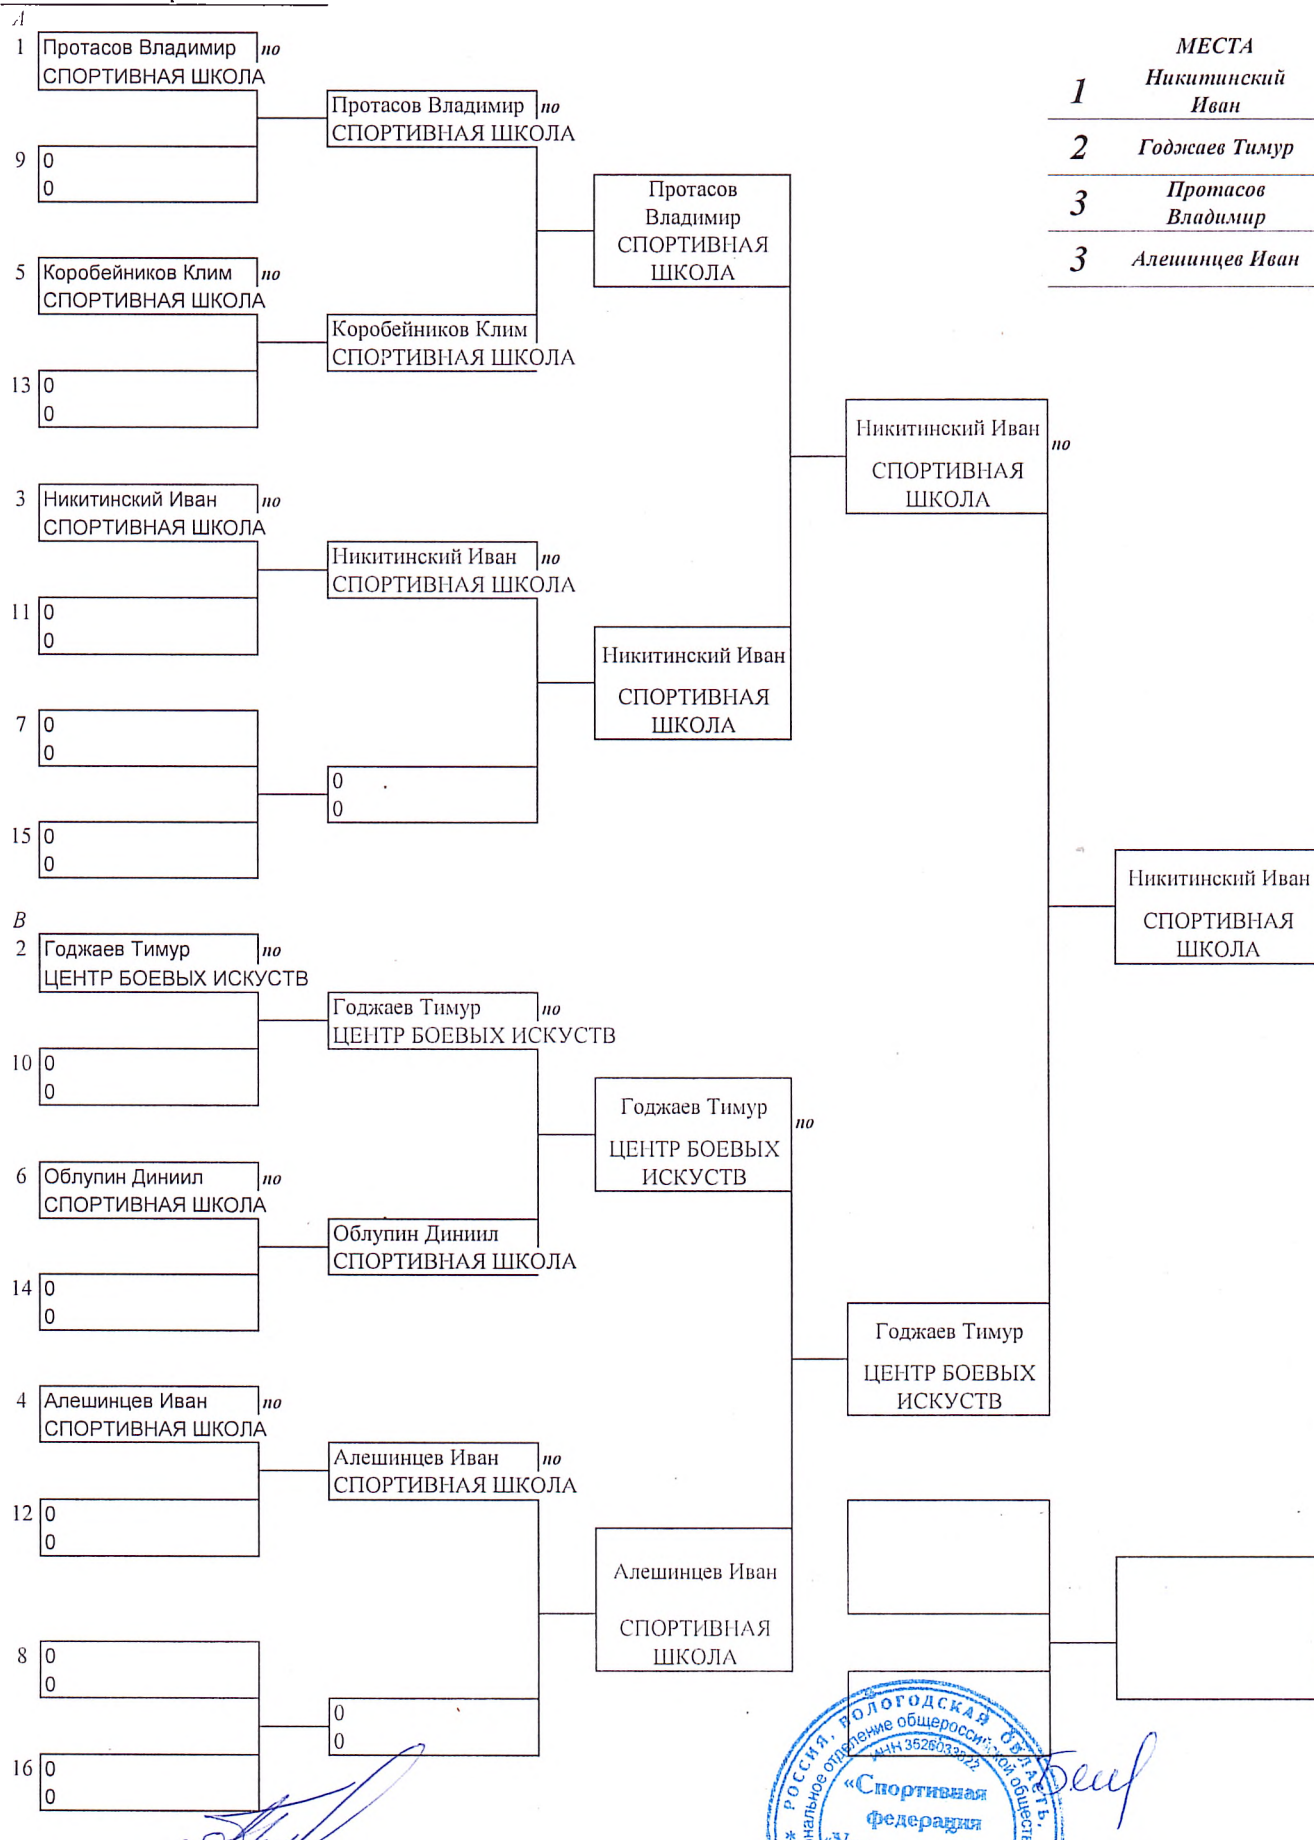 A
1 Протасов Владимир по
СПОРТИВНАЯ ШКОЛА
9 0
0
Протасов Владимир по
СПОРТИВНАЯ ШКОЛА
5 Коробейников Клим по
СПОРТИВНАЯ ШКОЛА
13 0
0
Коробейников Клим
СПОРТИВНАЯ ШКОЛА
Протасов
Владимир
СПОРТИВНАЯ
ШКОЛА
3 Никитинский Иван по
СПОРТИВНАЯ ШКОЛА
11 0
0
Никитинский Иван по
СПОРТИВНАЯ ШКОЛА
7 0
0
15 0
0
0
0
Никитинский Иван
СПОРТИВНАЯ
ШКОЛА
Никитинский Иван по
СПОРТИВНАЯ
ШКОЛА
МЕСТА
1 Никитинский
Иван
2 Годжаев Тимур
3 Протасов
Владимир
3 Алешинцев Иван
Никитинский Иван
СПОРТИВНАЯ
ШКОЛА
B
2 Годжаев Тимур по
ЦЕНТР БОЕВЫХ ИСКУСТВ
10 0
0
Годжаев Тимур по
ЦЕНТР БОЕВЫХ ИСКУСТВ
6 Облупин Диниил по
СПОРТИВНАЯ ШКОЛА
14 0
0
Облупин Диниил
СПОРТИВНАЯ ШКОЛА
Годжаев Тимур по
ЦЕНТР БОЕВЫХ
ИСКУСТВ
4 Алешинцев Иван по
СПОРТИВНАЯ ШКОЛА
12 0
0
Алешинцев Иван по
СПОРТИВНАЯ ШКОЛА
8 0
0
16 0
0
0
0
Алешинцев Иван
СПОРТИВНАЯ
ШКОЛА
Годжаев Тимур
ЦЕНТР БОЕВЫХ
ИСКУСТВ
* РОССИЯ, ВОЛОГОДСКАЯ ОБЛАСТЬ,
отделение общероссийской
ИНН 3526033822
«Спортивная
федерация